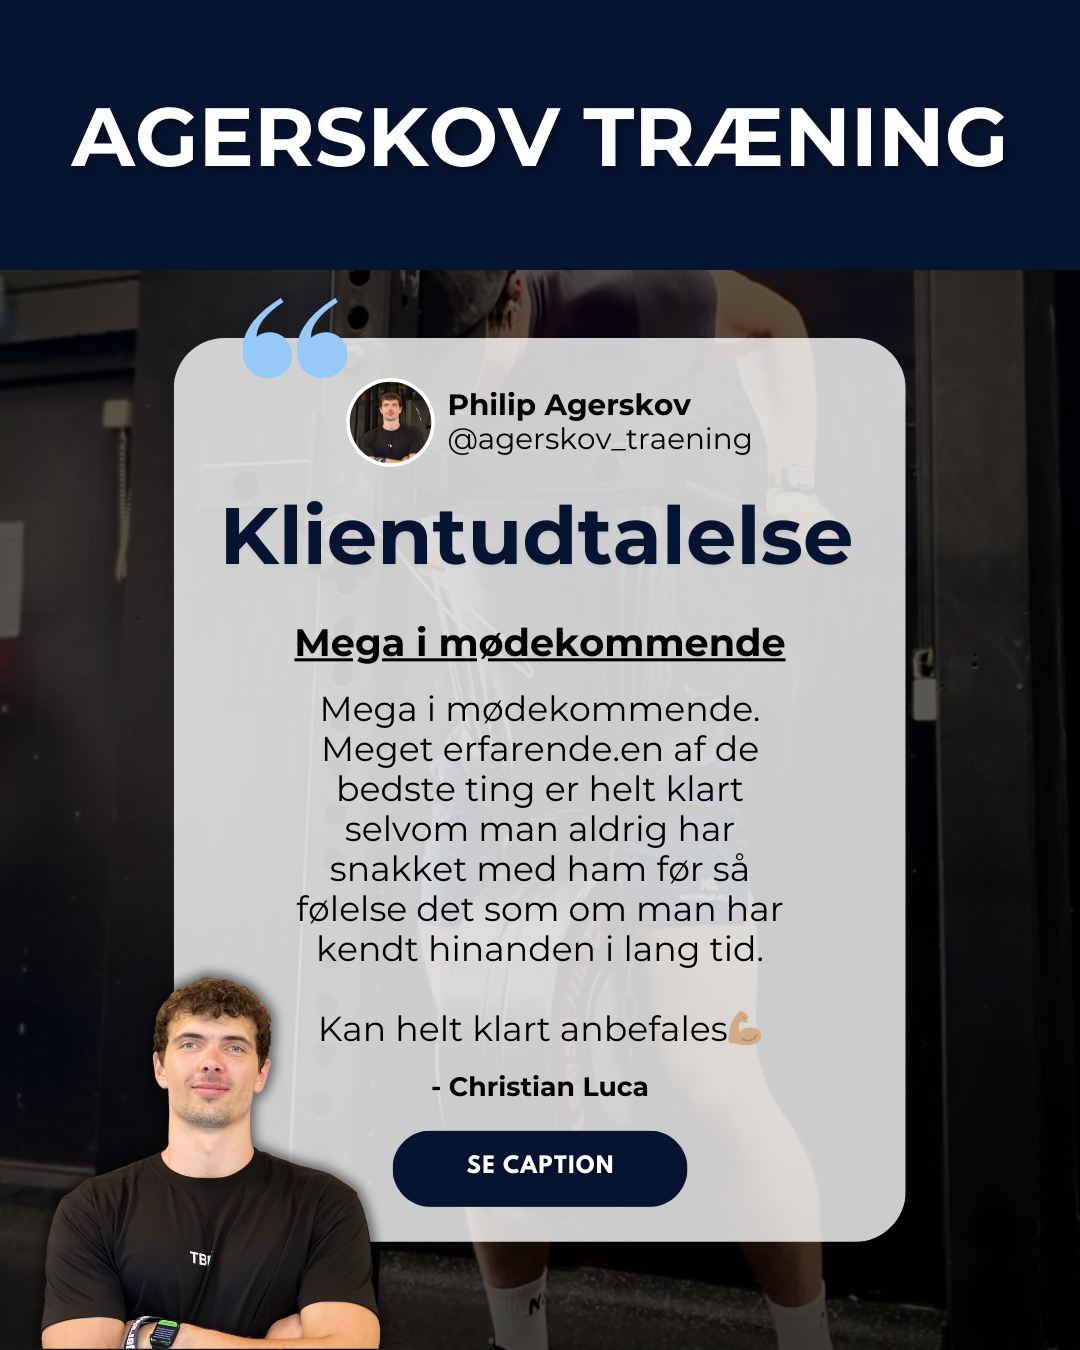 AGERSKOV TRÆNING
Philip Agerskov
@agerskov_traening
Klientudtalelse
Mega i mødekommende
Mega i mødekommende.
Meget erfarende.en af de
bedste ting er helt klart
selvom man aldrig har
snakket med ham før så
følelse det som om man har
kendt hinanden i lang tid.
Kan helt klart anbefales💪🏽
- Christian Luca
SE CAPTION